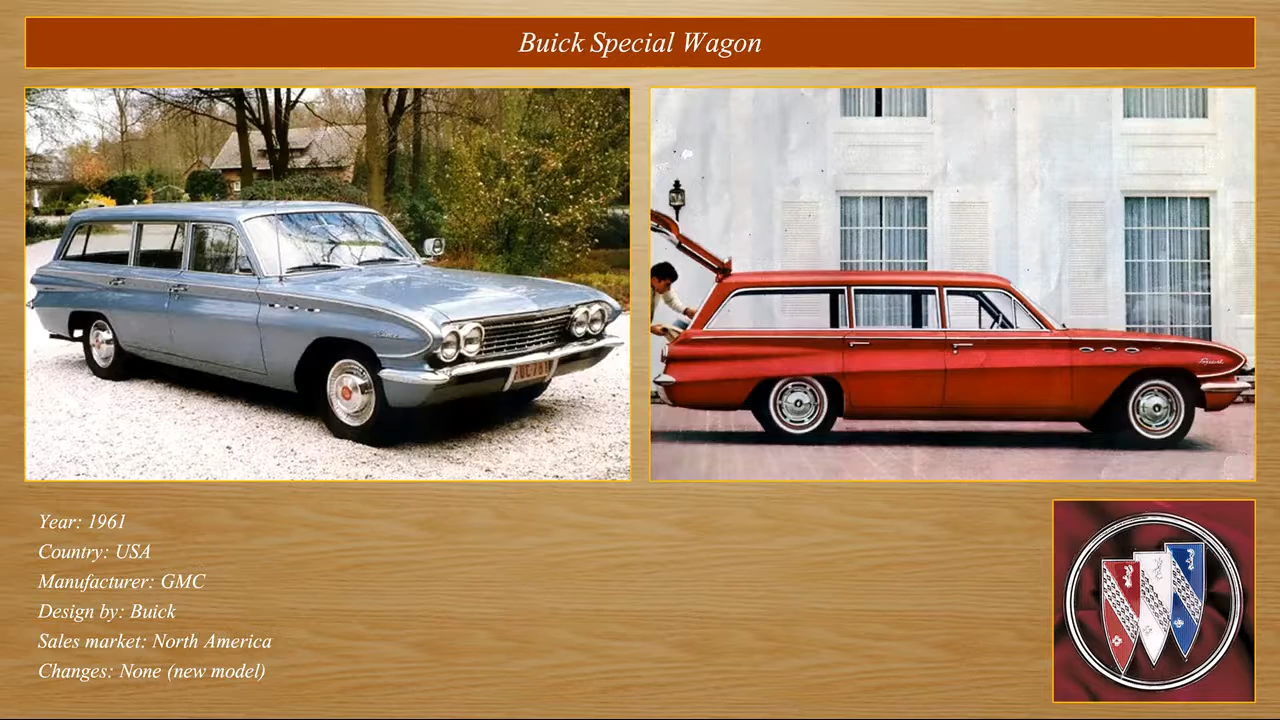 Buick Special Wagon
Special
Year: 1961
Country: USA
Manufacturer: GMC
Design by: Buick
Sales market: North America
Changes: None (new model)